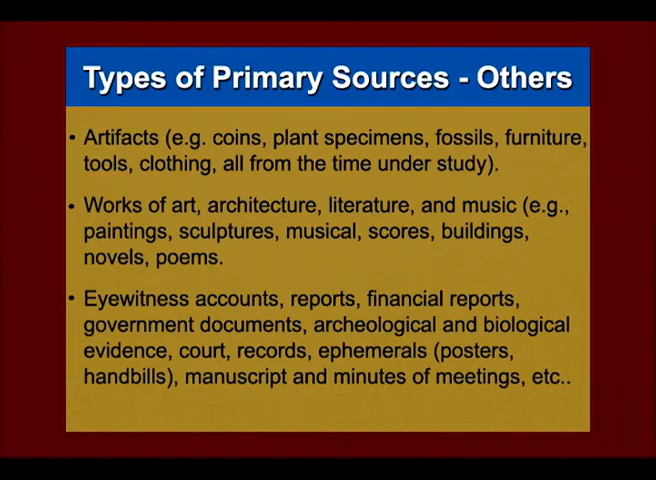 Types of Primary Sources - Others
• Artifacts (e.g. coins, plant specimens, fossils, furniture,
tools, clothing, all from the time under study).
• Works of art, architecture, literature, and music (e.g.,
paintings, sculptures, musical, scores, buildings,
novels, poems.
• Eyewitness accounts, reports, financial reports,
government documents, archeological and biological
evidence, court, records, ephemerals (posters,
handbills), manuscript and minutes of meetings, etc..